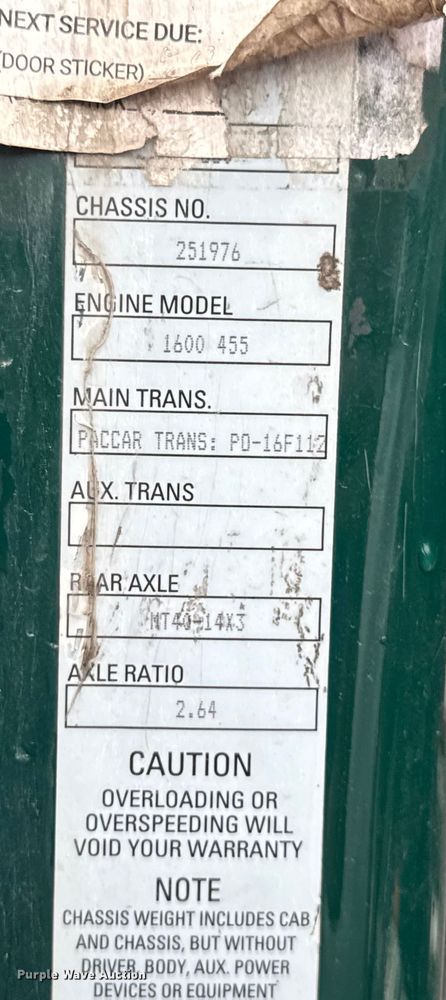 NEXT SERVICE DUE:
(DOOR STICKER)
CHASSIS NO.
251976
ENGINE MODEL
1600 455
MAIN TRANS.
PACCAR TRANS: PO-16F112
AUX. TRANS
REAR AXLE
MT40-14X3
AXLE RATIO
2.64
CAUTION
OVERLOADING OR
OVERSPEEDING WILL
VOID YOUR WARRANTY
NOTE
CHASSIS WEIGHT INCLUDES CAB
AND CHASSIS, BUT WITHOUT
DRIVER, BODY, AUX. POWER
DEVICES OR EQUIPMENT
Purple Wave Auction